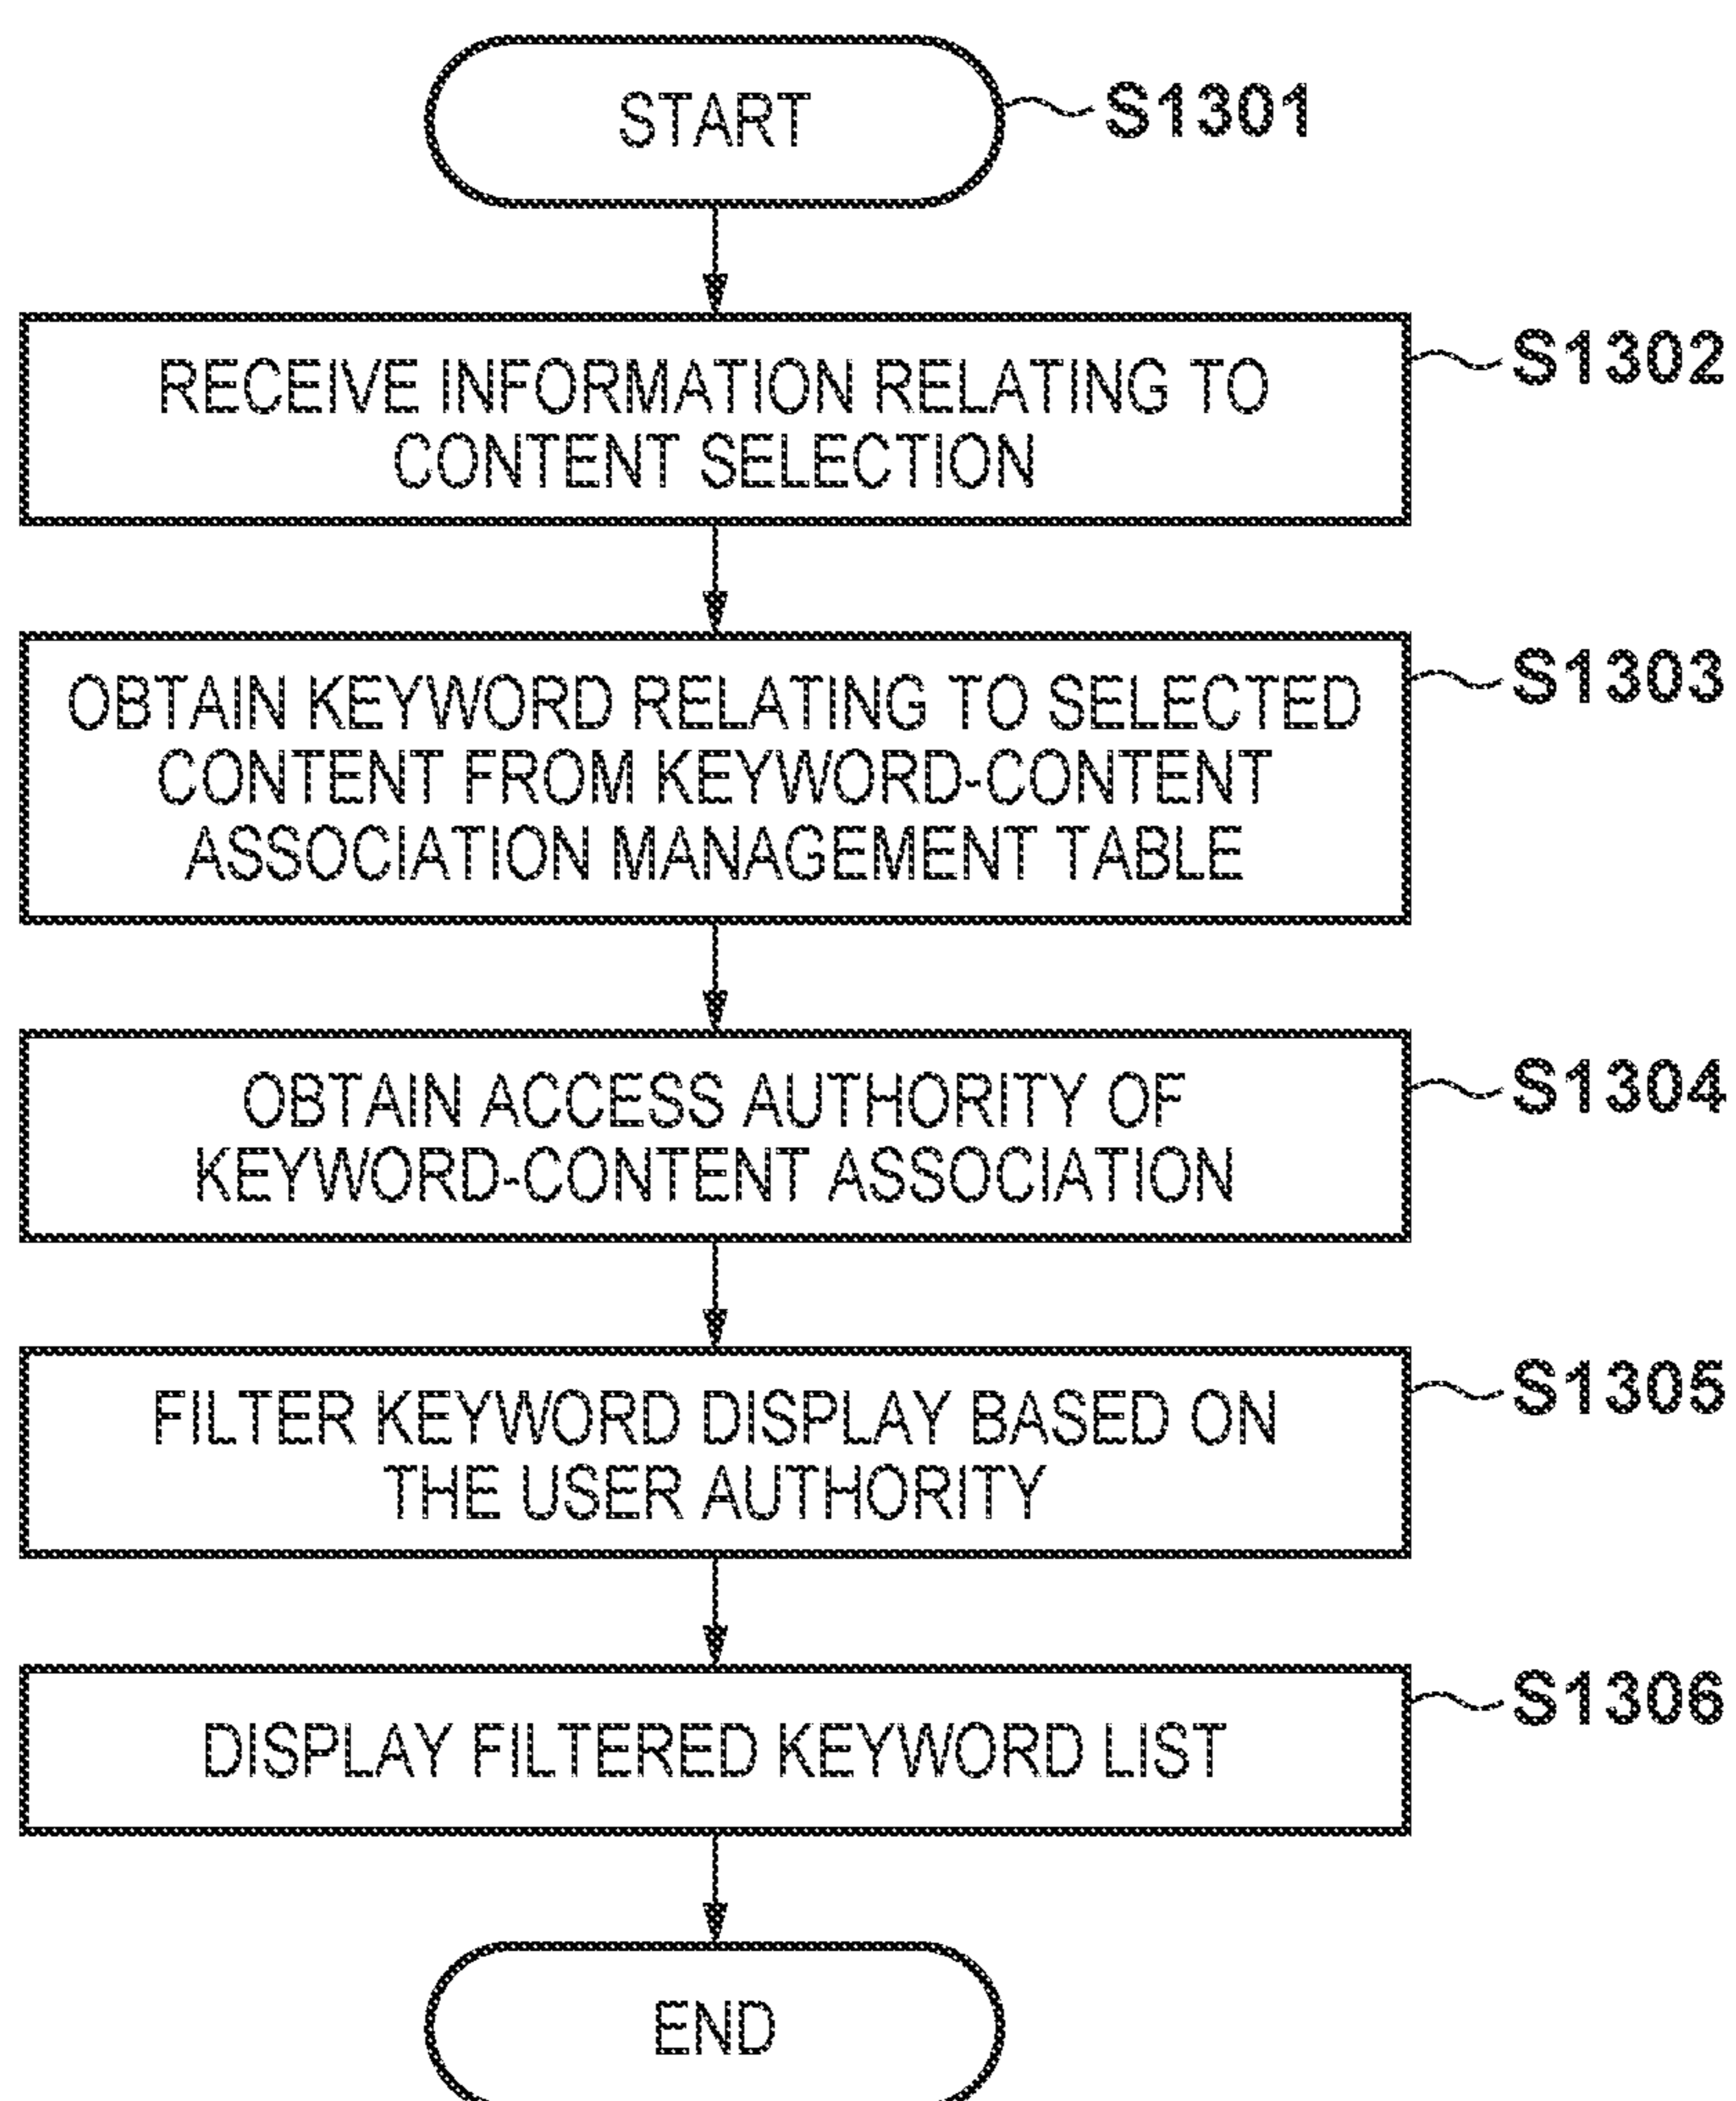 START
S1301
RECEIVE INFORMATION RELATING TO
CONTENT SELECTION
S1302
OBTAIN KEYWORD RELATING TO SELECTED
CONTENT FROM KEYWORD-CONTENT
ASSOCIATION MANAGEMENT TABLE
S1303
OBTAIN ACCESS AUTHORITY OF
KEYWORD-CONTENT ASSOCIATION
S1304
FILTER KEYWORD DISPLAY BASED ON
THE USER AUTHORITY
S1305
DISPLAY FILTERED KEYWORD LIST
S1306
END